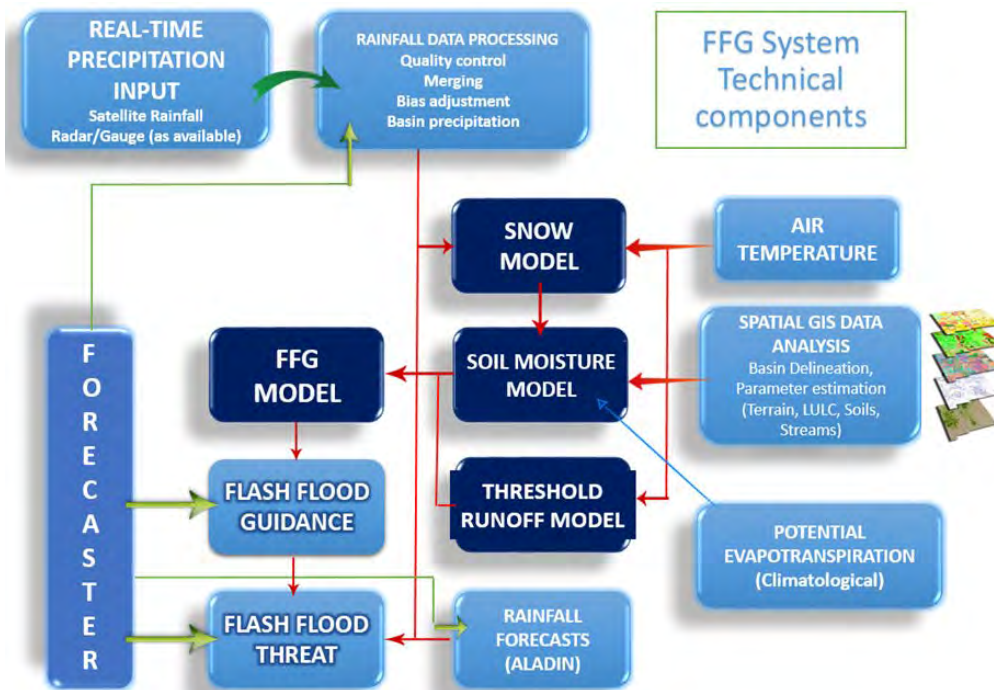 REAL-TIME
PRECIPITATION
INPUT
Satellite Rainfall
Radar/Gauge (as available)
RAINFALL DATA PROCESSING
Quality control
Merging
Bias adjustment
Basin precipitation
FFG System
Technical
components
SNOW
MODEL
AIR
TEMPERATURE
FORECASTER
FFG
MODEL
SOIL MOISTURE
MODEL
SPATIAL GIS DATA
ANALYSIS
Basin Delineation,
Parameter estimation
(Terrain, LULC, Soils,
Streams)
FLASH FLOOD
GUIDANCE
THRESHOLD
RUNOFF MODEL
POTENTIAL
EVAPOTRANSPIRATION
(Climatological)
FLASH FLOOD
THREAT
RAINFALL
FORECASTS
(ALADIN)